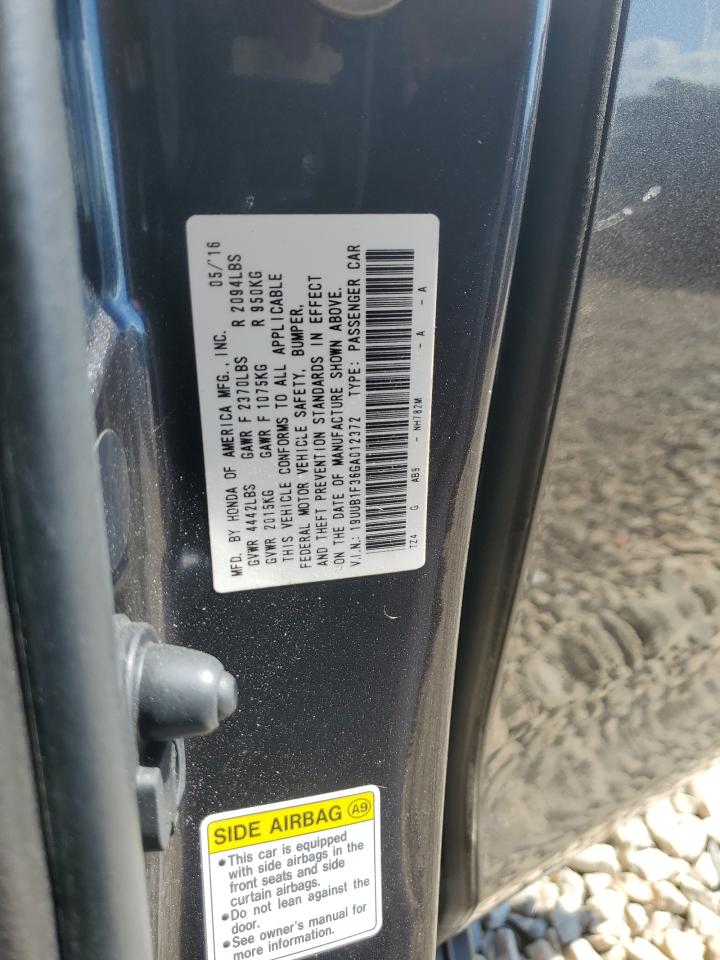 MFD. BY HONDA OF AMERICA MFG., INC. 05/'16
GVWR 4442LBS GAWR F 2370LBS R 2094LBS
GVWR 2015KG GAWR F 1075KG R 950KG
THIS VEHICLE CONFORMS TO ALL APPLICABLE
FEDERAL MOTOR VEHICLE SAFETY, BUMPER,
AND THEFT PREVENTION STANDARDS IN EFFECT
ON THE DATE OF MANUFACTURE SHOWN ABOVE.
V.I.N.: 19UUB1F36GA012372 TYPE: PASSENGER CAR
TZ4 G AB9 - NH782M - A - A
SIDE AIRBAG A9
•This car is equipped
with side airbags in the
front seats and side
curtain airbags.
•Do not lean against the
door.
•See owner's manual for
more information.